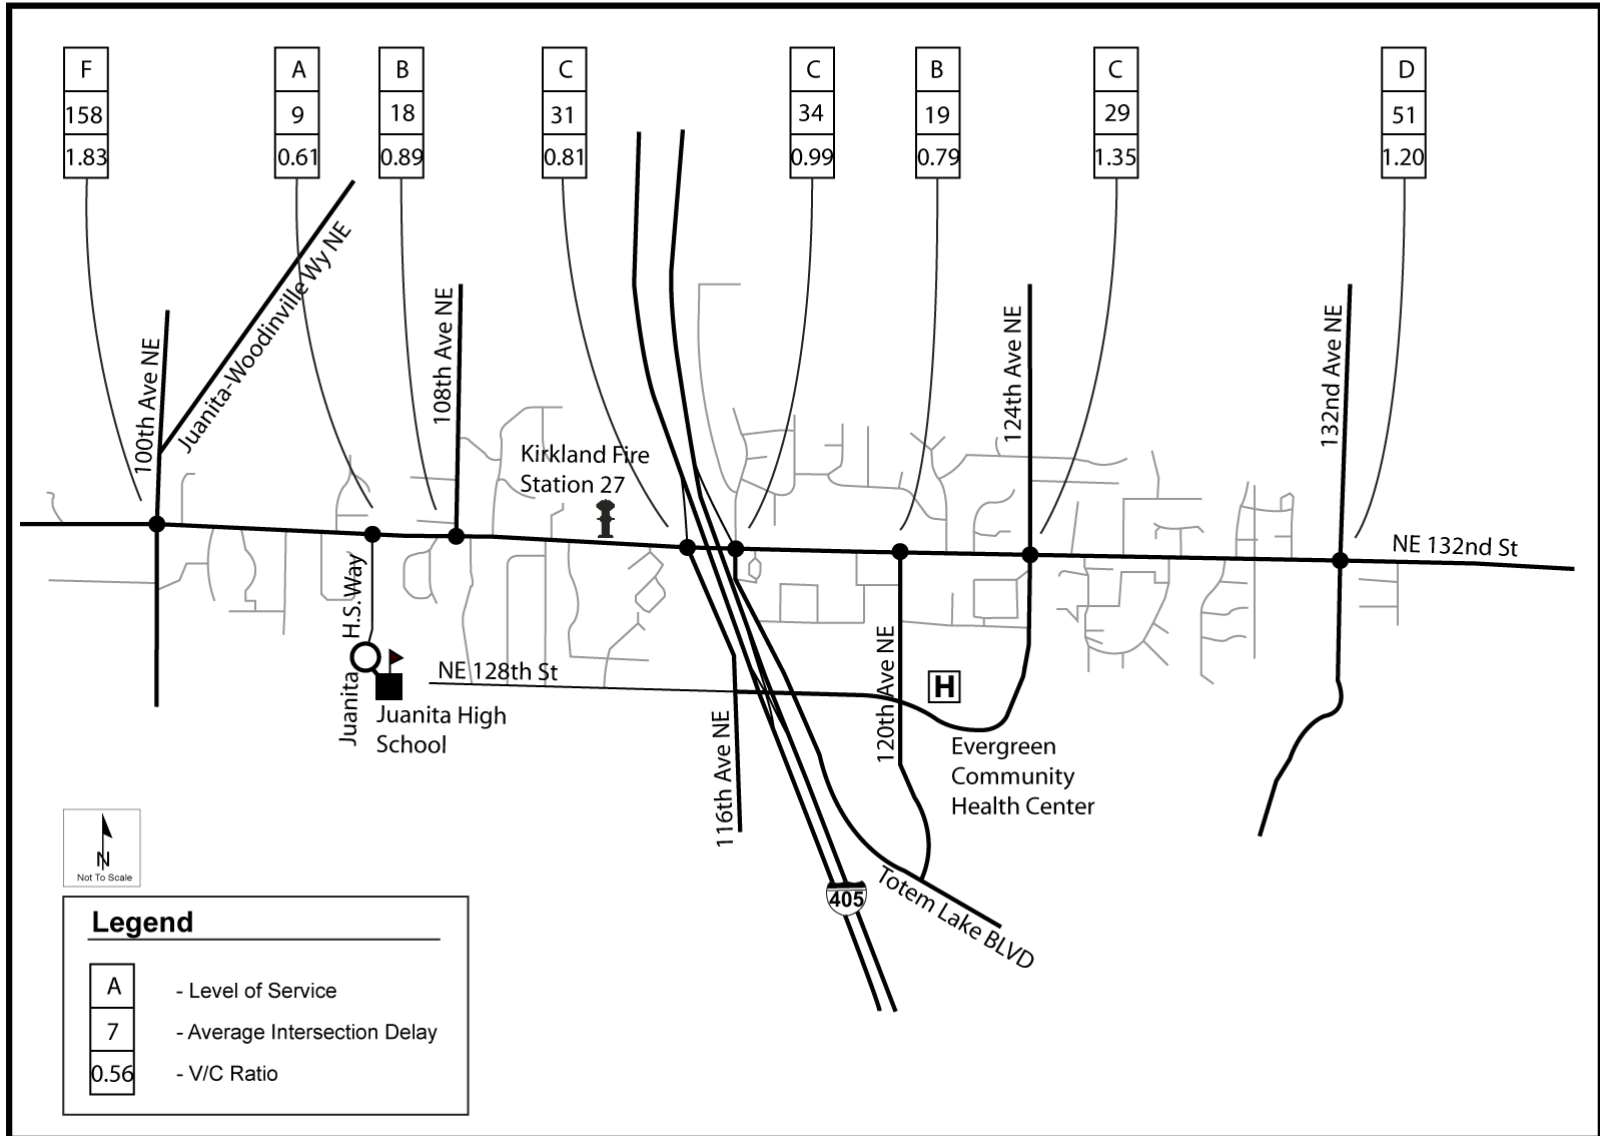 F
158
1.83
A
9
0.61
B
18
0.89
C
31
0.81
C
34
0.99
B
19
0.79
C
29
1.35
D
51
1.20
100th Ave NE
Juanita-Woodinville Wy NE
108th Ave NE
Kirkland Fire
Station 27
124th Ave NE
132nd Ave NE
NE 132nd St
Juanita H.S. Way
Juanita High
School
NE 128th St
116th Ave NE
120th Ave NE
H
Evergreen
Community
Health Center
405
Totem Lake BLVD
N
Not To Scale
Legend
A
- Level of Service
7
- Average Intersection Delay
0.56
- V/C Ratio